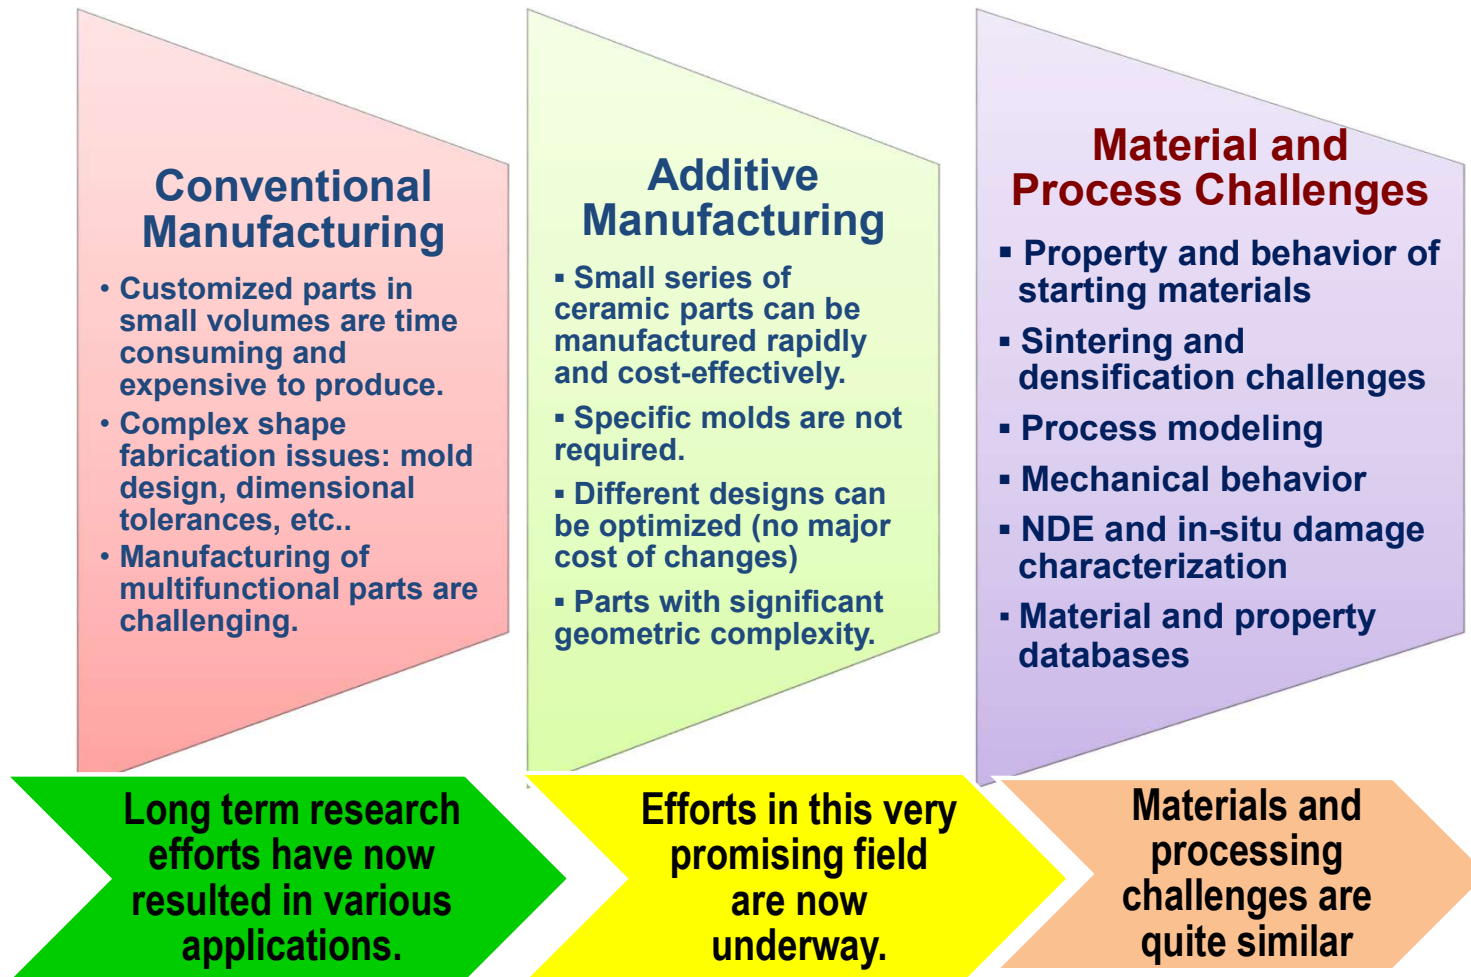 Conventional
Manufacturing
• Customized parts in
small volumes are time
consuming and
expensive to produce.
• Complex shape
fabrication issues: mold
design, dimensional
tolerances, etc..
• Manufacturing of
multifunctional parts are
challenging.
Additive
Manufacturing
▪ Small series of
ceramic parts can be
manufactured rapidly
and cost-effectively.
▪ Specific molds are not
required.
▪ Different designs can
be optimized (no major
cost of changes)
▪ Parts with significant
geometric complexity.
Material and
Process Challenges
▪ Property and behavior of
starting materials
▪ Sintering and
densification challenges
▪ Process modeling
▪ Mechanical behavior
▪ NDE and in-situ damage
characterization
▪ Material and property
databases
Long term research
efforts have now
resulted in various
applications.
Efforts in this very
promising field
are now
underway.
Materials and
processing
challenges are
quite similar